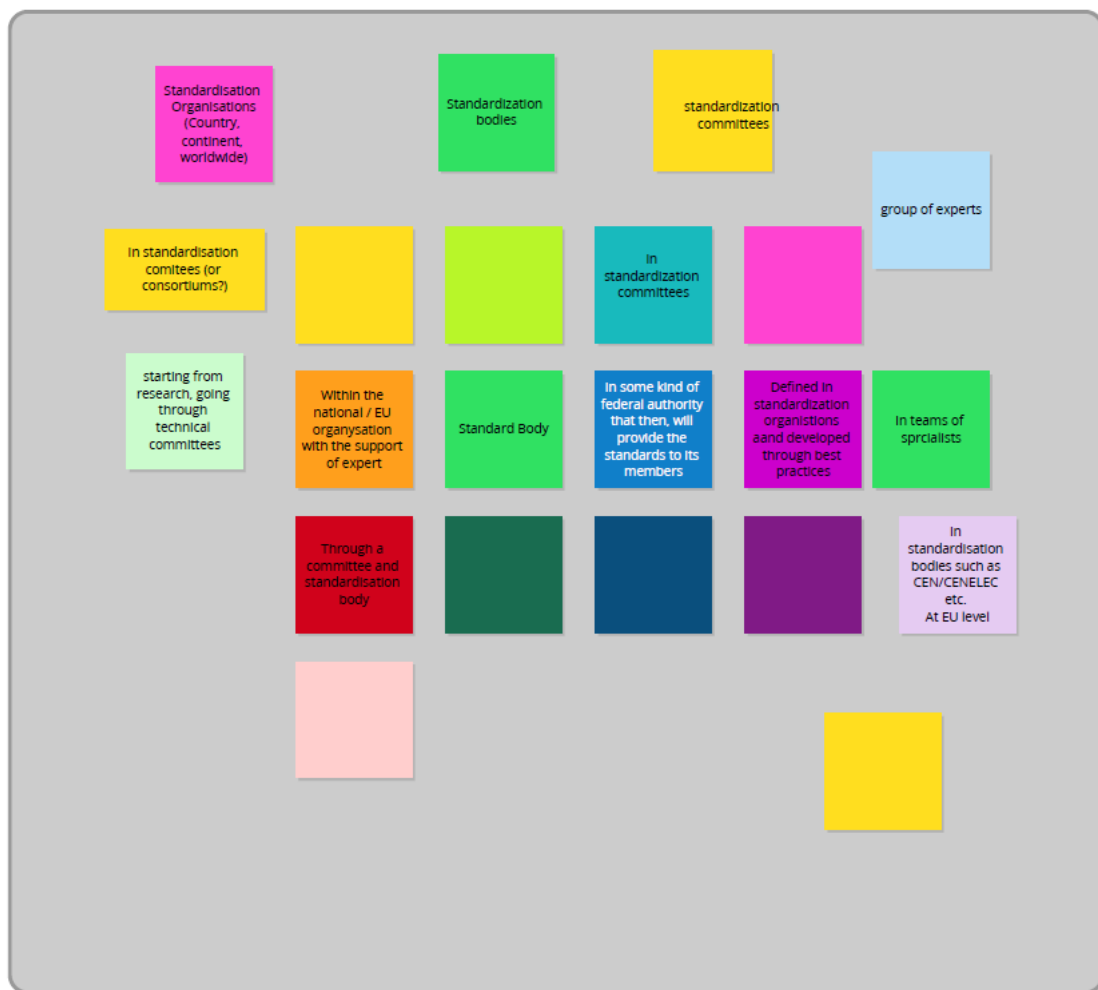 Standardisation
Organisations
(Country,
continent,
worldwide)
Standardization
bodies
standardization
committees
group of experts
In standardisation
comitees (or
consortiums?)
In
standardization
committees
starting from
research, going
through
technical
committees
Within the
national / EU
organysation
with the support
of expert
Standard Body
In some kind of
federal authority
that then, will
provide the
standards to its
members
Defined in
standardization
organistions
aand developed
through best
practices
In teams of
sprcialists
Through a
committee and
standardisation
body
In
standardisation
bodies such as
CEN/CENELEC
etc.
At EU level